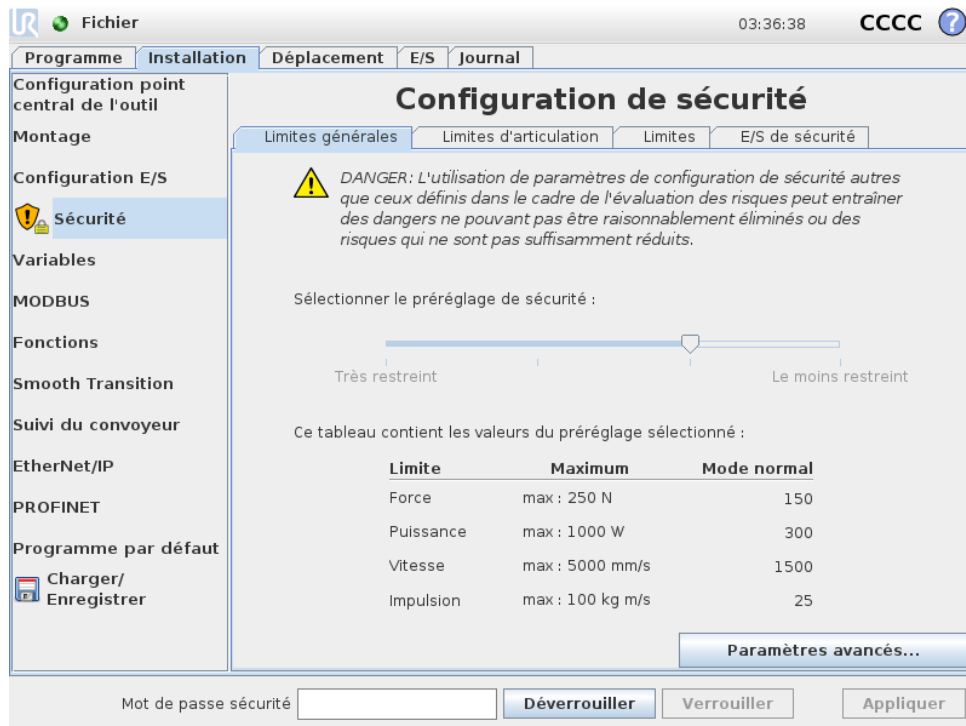 UR Fichier 03:36:38 CCCC ?
Programme Installation Déplacement E/S Journal
Configuration point
central de l'outil
Montage
Configuration E/S
Sécurité
Variables
MODBUS
Fonctions
Smooth Transition
Suivi du convoyeur
EtherNet/IP
PROFINET
Programme par défaut
Charger/
Enregistrer
Configuration de sécurité
Limites générales Limites d'articulation Limites E/S de sécurité
DANGER: L'utilisation de paramètres de configuration de sécurité autres
que ceux définis dans le cadre de l'évaluation des risques peut entraîner
des dangers ne pouvant pas être raisonnablement éliminés ou des
risques qui ne sont pas suffisamment réduits.
Sélectionner le préréglage de sécurité :
Très restreint Le moins restreint
Ce tableau contient les valeurs du préréglage sélectionné :
Limite Maximum Mode normal
Force max : 250 N 150
Puissance max : 1000 W 300
Vitesse max : 5000 mm/s 1500
Impulsion max : 100 kg m/s 25
Paramètres avancés...
Mot de passe sécurité Déverrouiller Verrouiller Appliquer